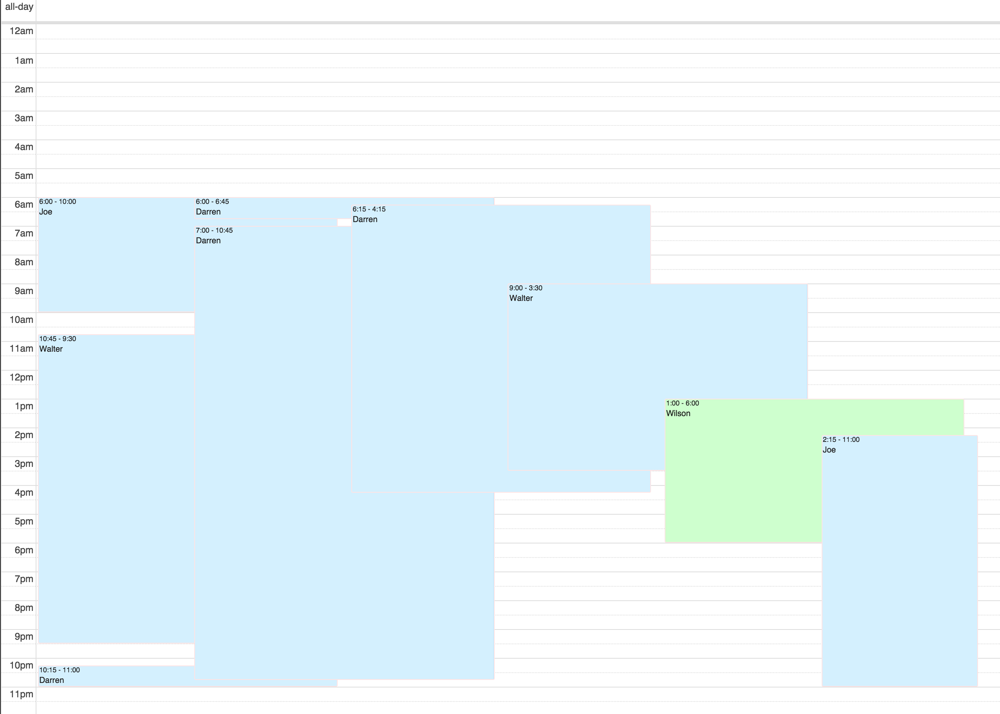 all-day
12am
1am
2am
3am
4am
5am
6am
6:00 - 10:00
Joe
6:00 - 6:45
Darren
6:15 - 4:15
Darren
7am
7:00 - 10:45
Darren
8am
9am
9:00 - 3:30
Walter
10am
10:45 - 9:30
Walter
11am
12pm
1pm
1:00 - 6:00
Wilson
2pm
2:15 - 11:00
Joe
3pm
4pm
5pm
6pm
7pm
8pm
9pm
10pm
10:15 - 11:00
Darren
11pm